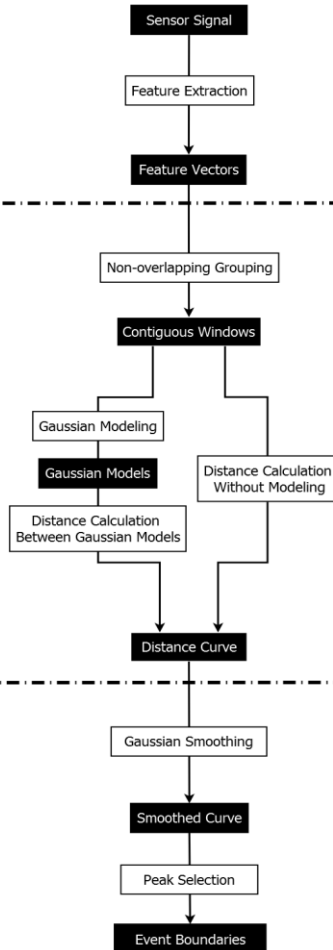 Sensor Signal
Feature Extraction
Feature Vectors
Non-overlapping Grouping
Contiguous Windows
Gaussian Modeling
Gaussian Models
Distance Calculation
Between Gaussian Models
Distance Calculation
Without Modeling
Distance Curve
Gaussian Smoothing
Smoothed Curve
Peak Selection
Event Boundaries